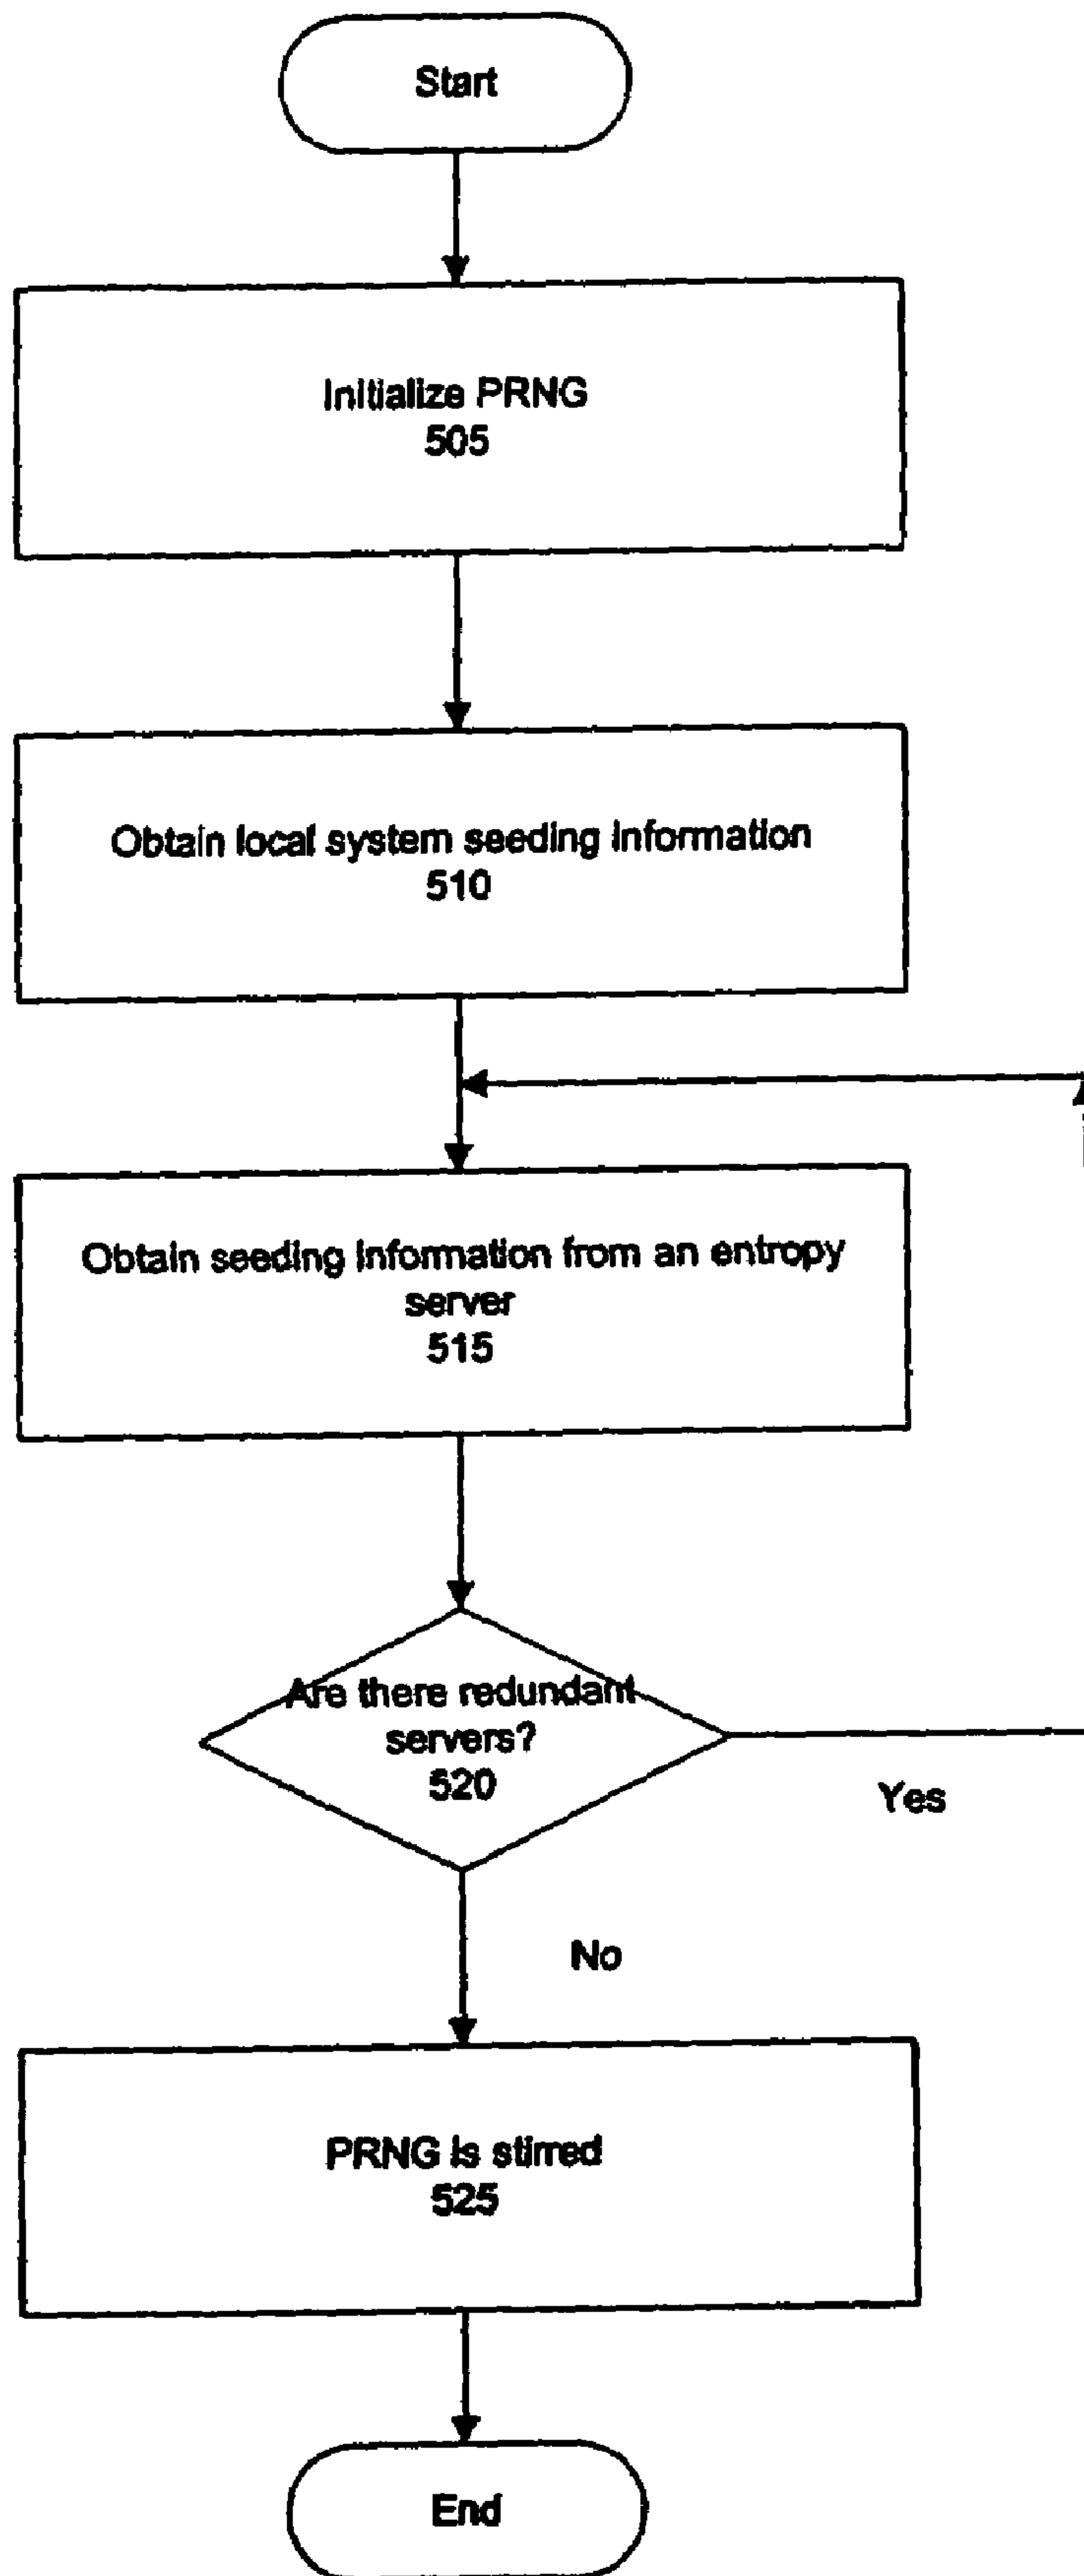 Start
Initialize PRNG
505
Obtain local system seeding information
510
Obtain seeding information from an entropy
server
515
Are there redundant
servers?
520
Yes
No
PRNG is stirred
525
End